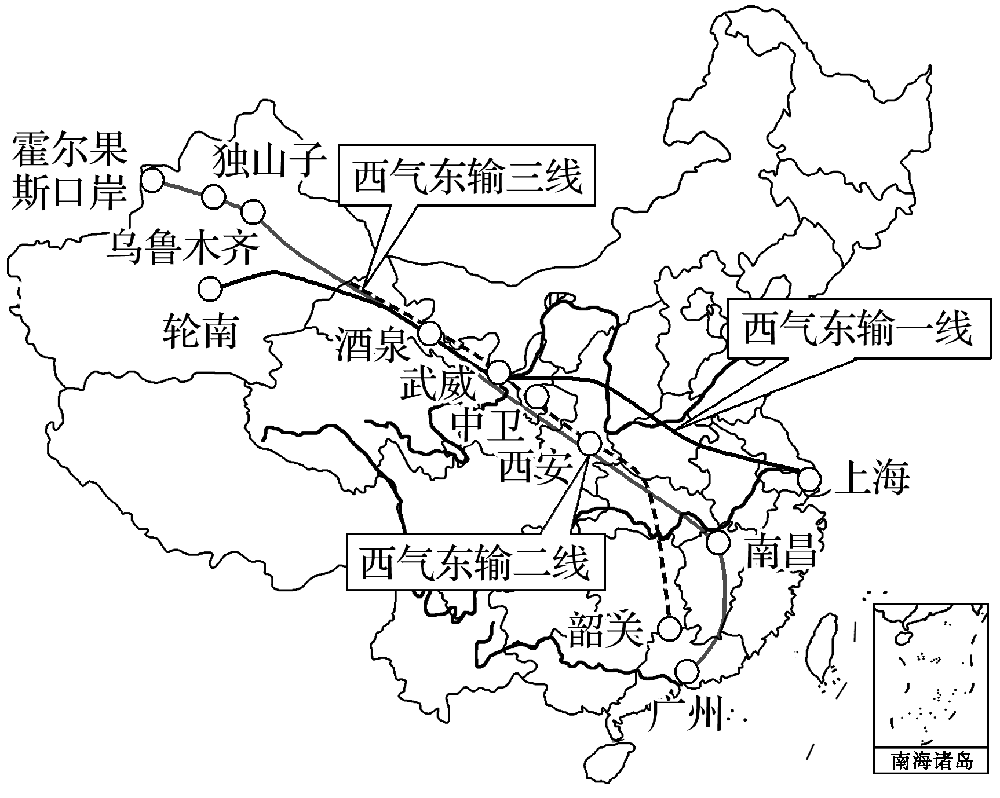 霍尔果
斯口岸
独山子
西气东输三线
乌鲁木齐
轮南
酒泉
西气东输一线
武威
中卫
西安
上海
西气东输二线
南昌
韶关
广州
南海诸岛